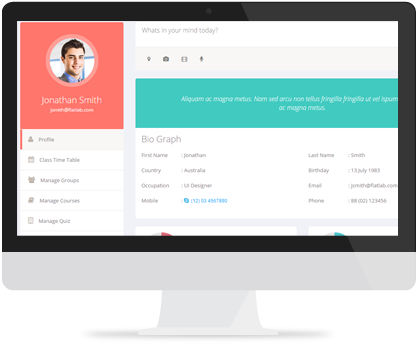 Whats in your mind today?
Jonathan Smith
jsmith@flatlab.com
Aliquam ac magna metus. Nam sed arcu non tellus fringilla fringilla ut vel ispum
ac magna metus.
Profile
Class Time Table
Manage Groups
Manage Courses
Manage Quiz
Bio Graph
First Name : Jonathan Last Name : Smith
Country : Australia Birthday : 13 July 1983
Occupation : UI Designer Email : jsmith@flatlab.com
Mobile : (12) 03 4567890 Phone : 88 (02) 123456